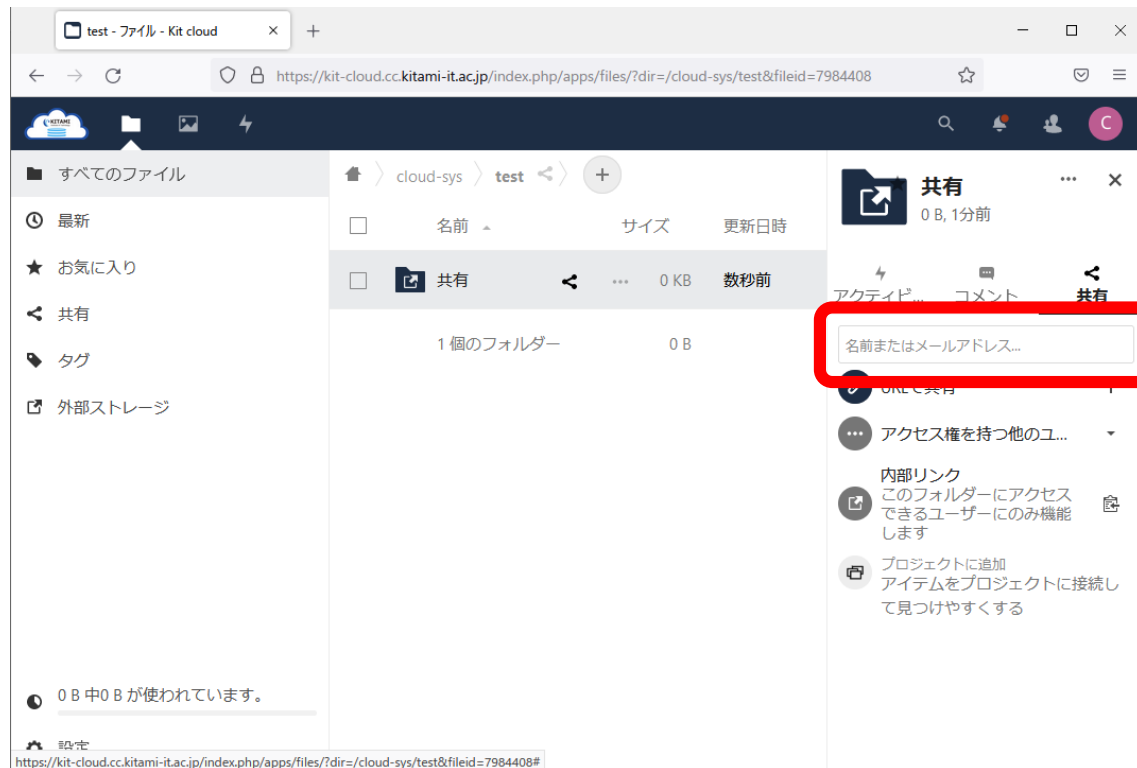 test - ファイル - Kit cloud
https://kit-cloud.cc.kitami-it.ac.jp/index.php/apps/files/?dir=/cloud-sys/test&fileid=7984408
KITAMI
C
すべてのファイル
最新
お気に入り
共有
タグ
外部ストレージ
0 B 中0 B が使われています。
設定
cloud-sys
test
名前
サイズ
更新日時
共有
0 KB
数秒前
1 個のフォルダー
0 B
共有
0 B, 1分前
アクティビ...
コメント
共有
名前またはメールアドレス...
URLで共有
アクセス権を持つ他のユ...
内部リンク
このフォルダーにアクセス
できるユーザーにのみ機能
します
プロジェクトに追加
アイテムをプロジェクトに接続し
て見つけやすくする
https://kit-cloud.cc.kitami-it.ac.jp/index.php/apps/files/?dir=/cloud-sys/test&fileid=7984408#